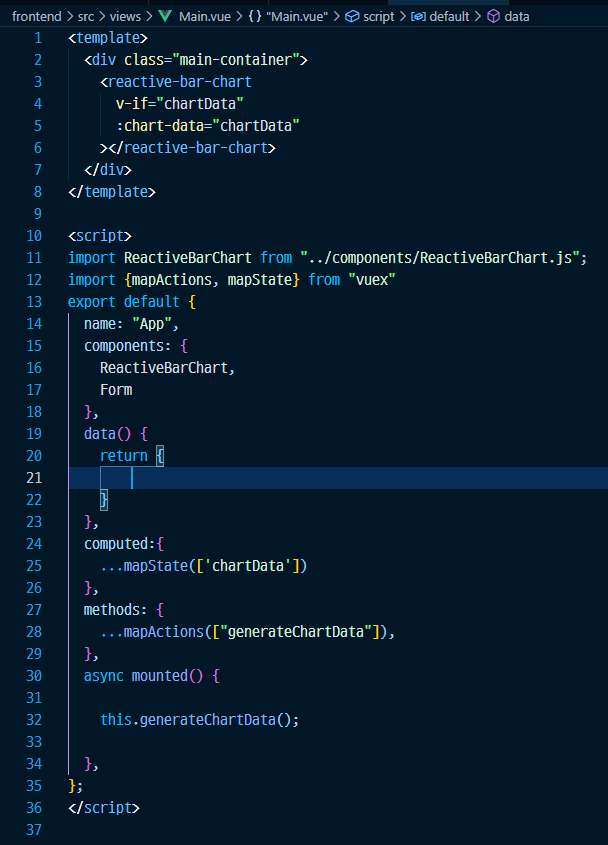 frontend > src > views > Main.vue > {} "Main.vue" > script > default > data
1 <template>
2   <div class="main-container">
3     <reactive-bar-chart
4       v-if="chartData"
5       :chart-data="chartData"
6     ></reactive-bar-chart>
7   </div>
8 </template>
9
10 <script>
11 import ReactiveBarChart from "../components/ReactiveBarChart.js";
12 import {mapActions, mapState} from "vuex"
13 export default {
14   name: "App",
15   components: {
16     ReactiveBarChart,
17     Form
18   },
19   data() {
20     return {
21
22     }
23   },
24   computed:{
25     ...mapState(['chartData'])
26   },
27   methods: {
28     ...mapActions(["generateChartData"]),
29   },
30   async mounted() {
31
32     this.generateChartData();
33
34   },
35 };
36 </script>
37